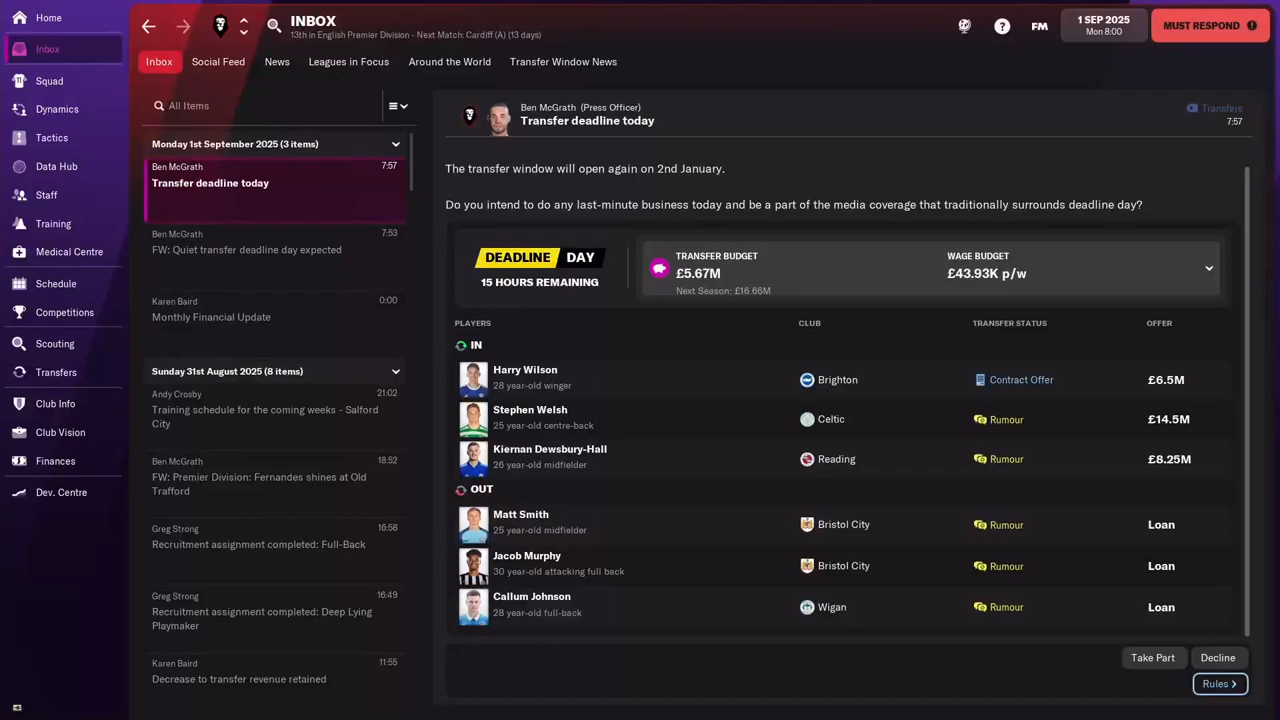 Home
Inbox
Squad
Dynamics
Tactics
Data Hub
Staff
Training
Medical Centre
Schedule
Competitions
Scouting
Transfers
Club Info
Club Vision
Finances
Dev. Centre
INBOX
13th in English Premier Division - Next Match: Cardiff (A) (13 days)
FM
1 SEP 2025
Mon 8:00
MUST RESPOND
Inbox
Social Feed
News
Leagues in Focus
Around the World
Transfer Window News
All Items
Monday 1st September 2025 (3 items)
Ben McGrath 7:57
Transfer deadline today
Ben McGrath 7:53
FW: Quiet transfer deadline day expected
Karen Baird 0:00
Monthly Financial Update
Sunday 31st August 2025 (8 items)
Andy Crosby 21:02
Training schedule for the coming weeks - Salford
City
Ben McGrath 18:52
FW: Premier Division: Fernandes shines at Old
Trafford
Greg Strong 16:58
Recruitment assignment completed: Full-Back
Greg Strong 16:49
Recruitment assignment completed: Deep Lying
Playmaker
Karen Baird 11:55
Decrease to transfer revenue retained
Ben McGrath (Press Officer)
Transfer deadline today
Transfers
7:57
The transfer window will open again on 2nd January.
Do you intend to do any last-minute business today and be a part of the media coverage that traditionally surrounds deadline day?
DEADLINE DAY
15 HOURS REMAINING
TRANSFER BUDGET
£5.67M
Next Season: £16.66M
WAGE BUDGET
£43.93K p/w
PLAYERS CLUB TRANSFER STATUS OFFER
IN
Harry Wilson
28 year-old winger
Brighton Contract Offer £6.5M
Stephen Welsh
25 year-old centre-back
Celtic Rumour £14.5M
Kiernan Dewsbury-Hall
26 year-old midfielder
Reading Rumour £8.25M
OUT
Matt Smith
25 year-old midfielder
Bristol City Rumour Loan
Jacob Murphy
30 year-old attacking full back
Bristol City Rumour Loan
Callum Johnson
28 year-old full-back
Wigan Rumour Loan
Take Part
Decline
Rules